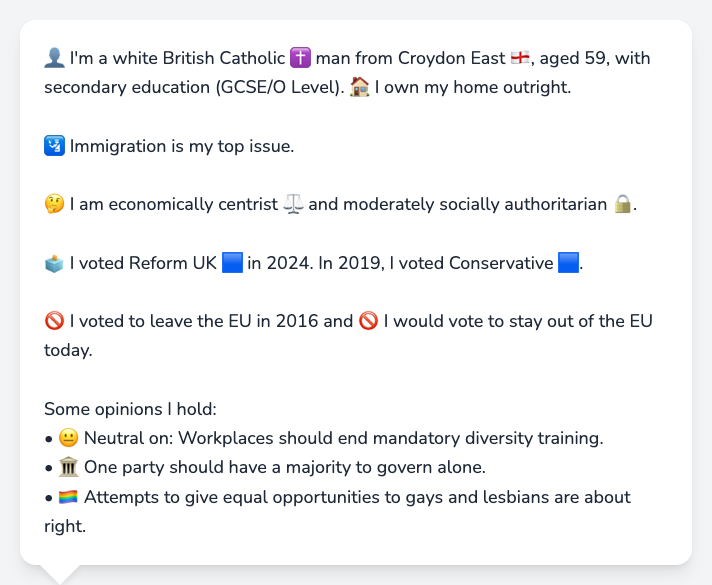 👤 I'm a white British Catholic ✝️ man from Croydon East 🏴󠁧󠁢󠁥󠁮󠁧󠁿, aged 59, with
secondary education (GCSE/O Level). 🏠 I own my home outright.
🛂 Immigration is my top issue.
🤔 I am economically centrist ⚖️ and moderately socially authoritarian 🔒.
🗳️ I voted Reform UK 🟦 in 2024. In 2019, I voted Conservative 🟦.
🚫 I voted to leave the EU in 2016 and 🚫 I would vote to stay out of the EU
today.
Some opinions I hold:
• 😐 Neutral on: Workplaces should end mandatory diversity training.
• 🏛️ One party should have a majority to govern alone.
• 🏳️‍🌈 Attempts to give equal opportunities to gays and lesbians are about
right.